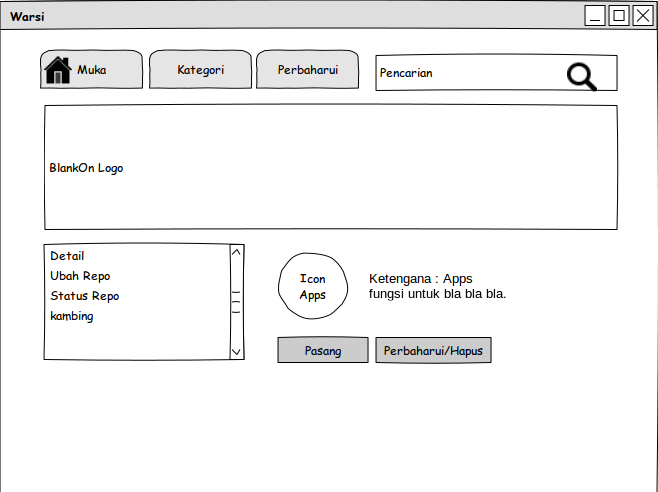 Warsi
Muka
Kategori
Perbaharui
Pencarian
BlankOn Logo
Detail
Ubah Repo
Status Repo
kambing
Icon
Apps
Ketengana : Apps
fungsi untuk bla bla bla.
Pasang
Perbaharui/Hapus